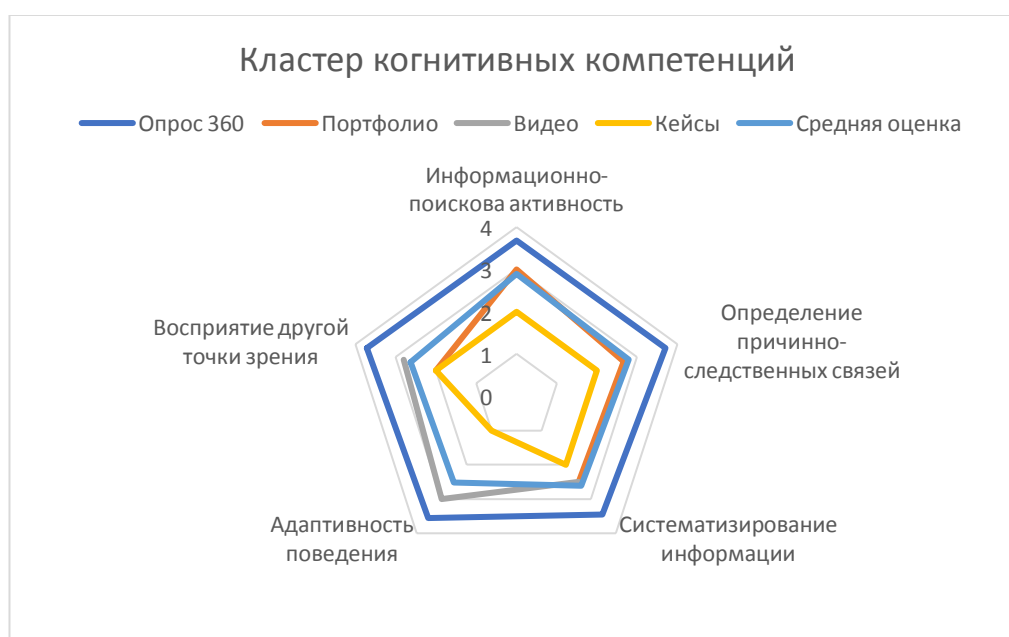 Кластер когнитивных компетенций
Опрос 360 Портфолио Видео Кейсы Средняя оценка
Информационно-
поискова активность
4
3
2
1
0
Определение
причинно-
следственных связей
Восприятие другой
точки зрения
Адаптивность
поведения
Систематизирование
информации